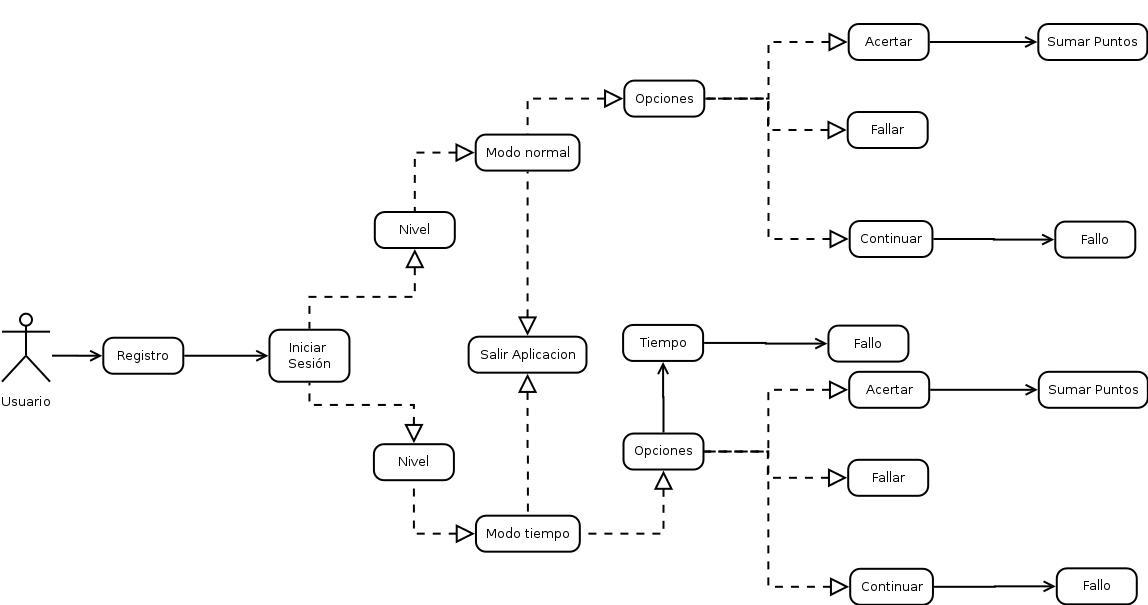 Acertar
Sumar Puntos
Opciones
Fallar
Modo normal
Nivel
Continuar
Fallo
Usuario
Registro
Iniciar
Sesión
Salir Aplicacion
Tiempo
Fallo
Acertar
Sumar Puntos
Nivel
Opciones
Fallar
Modo tiempo
Continuar
Fallo